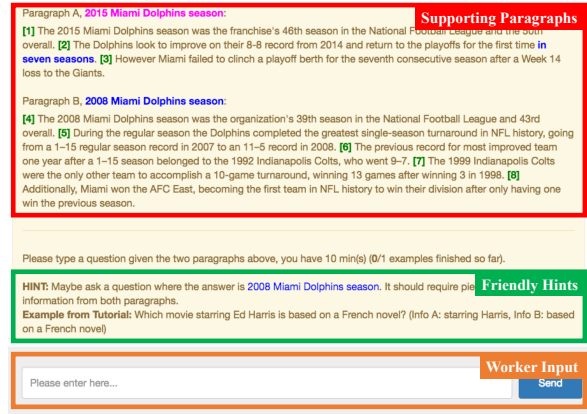 Paragraph A, 2015 Miami Dolphins season:
Supporting Paragraphs
[1] The 2015 Miami Dolphins season was the franchise's 46th season in the National Football League and the 50th
overall. [2] The Dolphins look to improve on their 8-8 record from 2014 and return to the playoffs for the first time in
seven seasons. [3] However Miami failed to clinch a playoff berth for the seventh consecutive season after a Week 14
loss to the Giants.
Paragraph B, 2008 Miami Dolphins season:
[4] The 2008 Miami Dolphins season was the organization's 39th season in the National Football League and 43rd
overall. [5] During the regular season the Dolphins completed the greatest single-season turnaround in NFL history, going
from a 1–15 regular season record in 2007 to an 11–5 record in 2008. [6] The previous record for most improved team
one year after a 1–15 season belonged to the 1992 Indianapolis Colts, who went 9–7. [7] The 1999 Indianapolis Colts
were the only other team to accomplish a 10-game turnaround, winning 13 games after winning 3 in 1998. [8]
Additionally, Miami won the AFC East, becoming the first team in NFL history to win their division after only having one
win the previous season.
Please type a question given the two paragraphs above, you have 10 min(s) (0/1 examples finished so far).
HINT: Maybe ask a question where the answer is 2008 Miami Dolphins season. It should require
Friendly Hints
information from both paragraphs.
Example from Tutorial: Which movie starring Ed Harris is based on a French novel? (Info A: starring Harris, Info B: based
on a French novel)
Worker Input
Please enter here...
Send